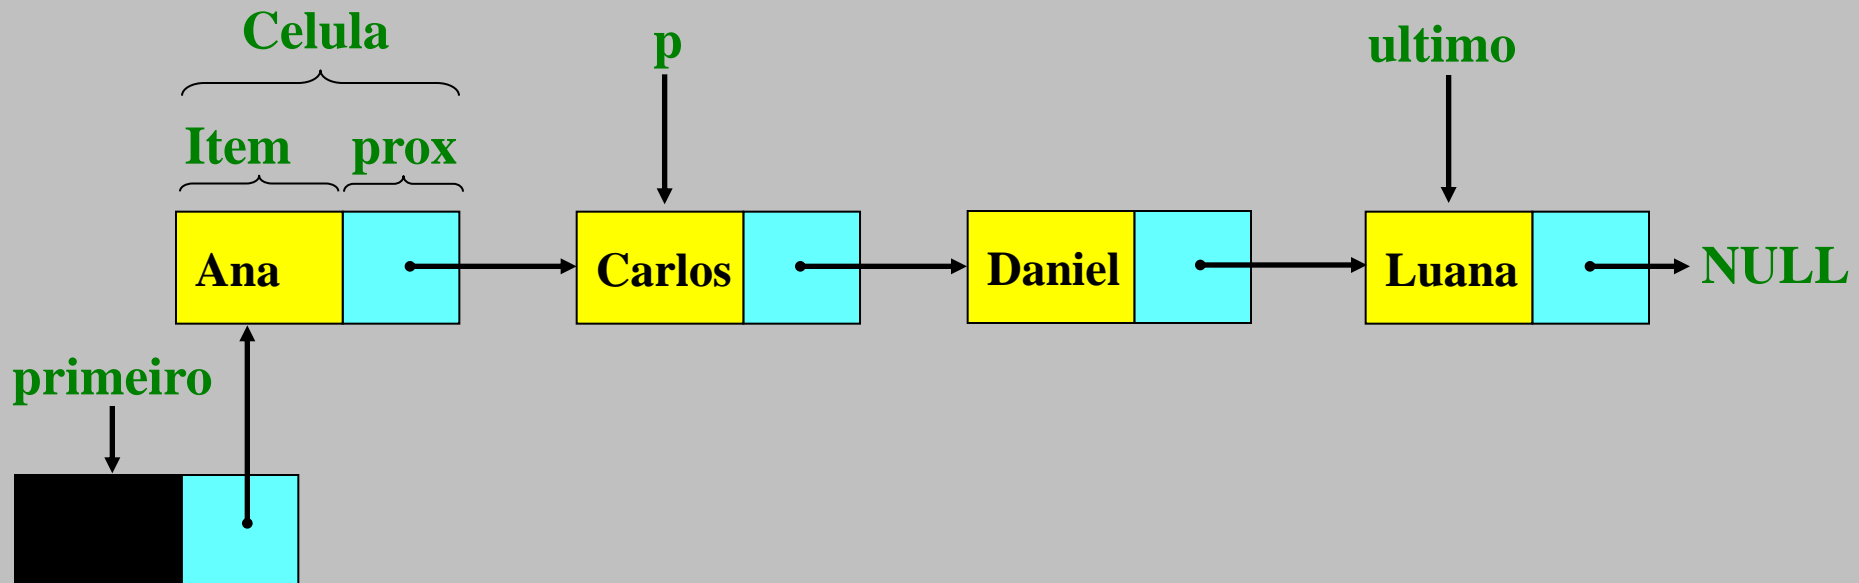 Celula
p
ultimo
Item prox
Ana
Carlos
Daniel
Luana
NULL
primeiro